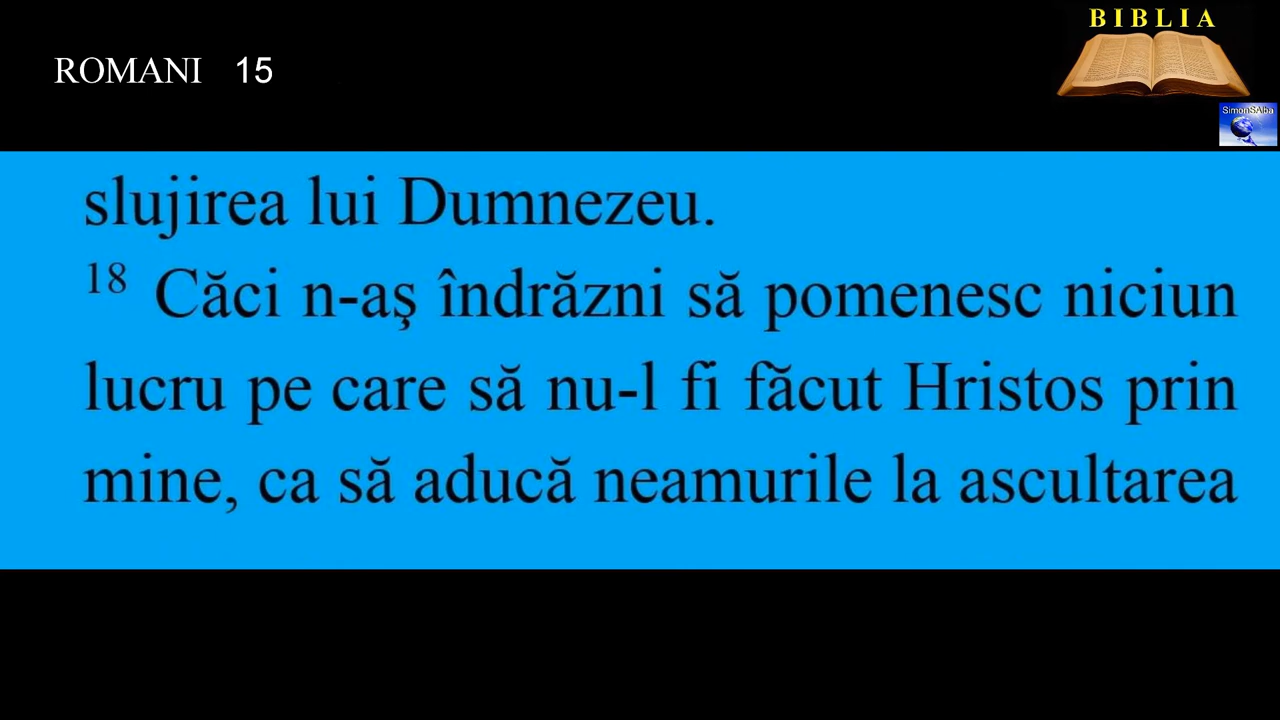 BIBLIA
ROMANI 15
SimonSAlba
slujirea lui Dumnezeu.
18 Căci n-aş îndrăzni să pomenesc niciun
lucru pe care să nu-l fi făcut Hristos prin
mine, ca să aducă neamurile la ascultarea